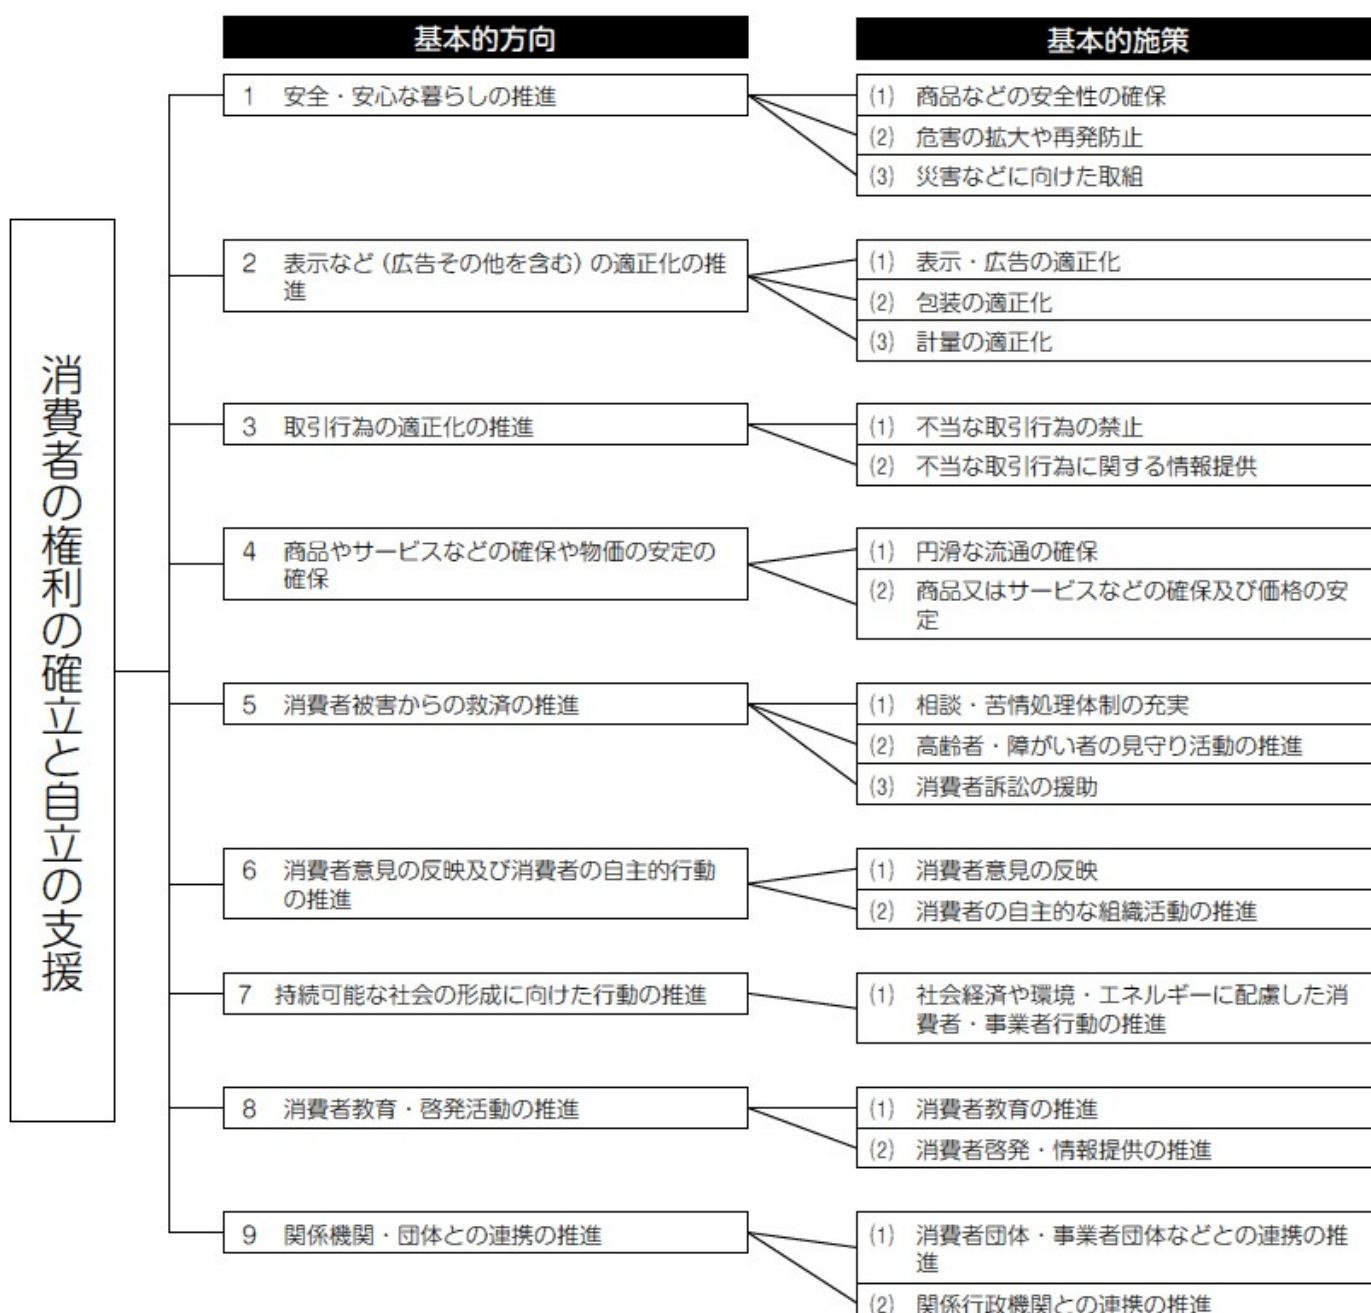 基本的方向
基本的施策
消費者の権利の確立と自立の支援
1 安全・安心な暮らしの推進
(1) 商品などの安全性の確保
(2) 危害の拡大や再発防止
(3) 災害などに向けた取組
2 表示など（広告その他を含む）の適正化の推
進
(1) 表示・広告の適正化
(2) 包装の適正化
(3) 計量の適正化
3 取引行為の適正化の推進
(1) 不当な取引行為の禁止
(2) 不当な取引行為に関する情報提供
4 商品やサービスなどの確保や物価の安定の
確保
(1) 円滑な流通の確保
(2) 商品又はサービスなどの確保及び価格の安
定
5 消費者被害からの救済の推進
(1) 相談・苦情処理体制の充実
(2) 高齢者・障がい者の見守り活動の推進
(3) 消費者訴訟の援助
6 消費者意見の反映及び消費者の自主的行動
の推進
(1) 消費者意見の反映
(2) 消費者の自主的な組織活動の推進
7 持続可能な社会の形成に向けた行動の推進
(1) 社会経済や環境・エネルギーに配慮した消
費者・事業者行動の推進
8 消費者教育・啓発活動の推進
(1) 消費者教育の推進
(2) 消費者啓発・情報提供の推進
9 関係機関・団体との連携の推進
(1) 消費者団体・事業者団体などとの連携の推
進
(2) 関係行政機関との連携の推進